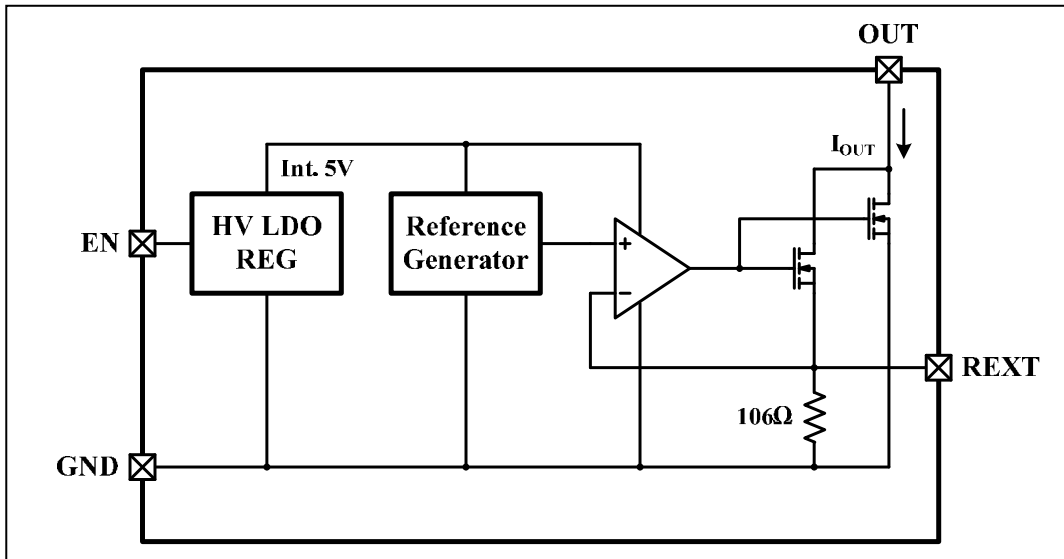 OUT
I_OUT
Int. 5V
HV LDO
REG
Reference
Generator
EN
+
−
REXT
106Ω
GND